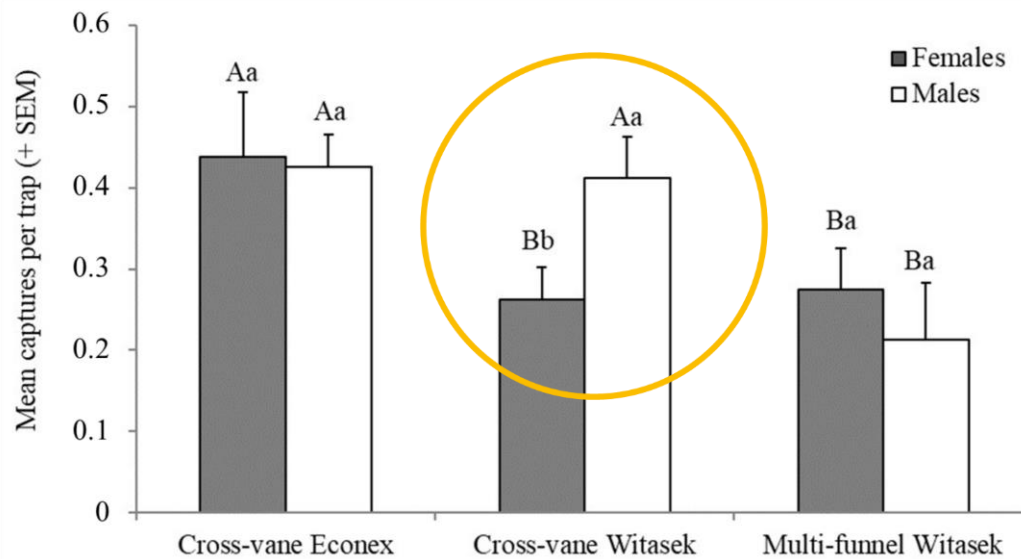 Mean captures per trap (+ SEM)
0.6
0.5
0.4
0.3
0.2
0.1
0
Females
Males
Aa
Aa
Bb
Aa
Ba
Ba
Cross-vane Econex
Cross-vane Witasek
Multi-funnel Witasek